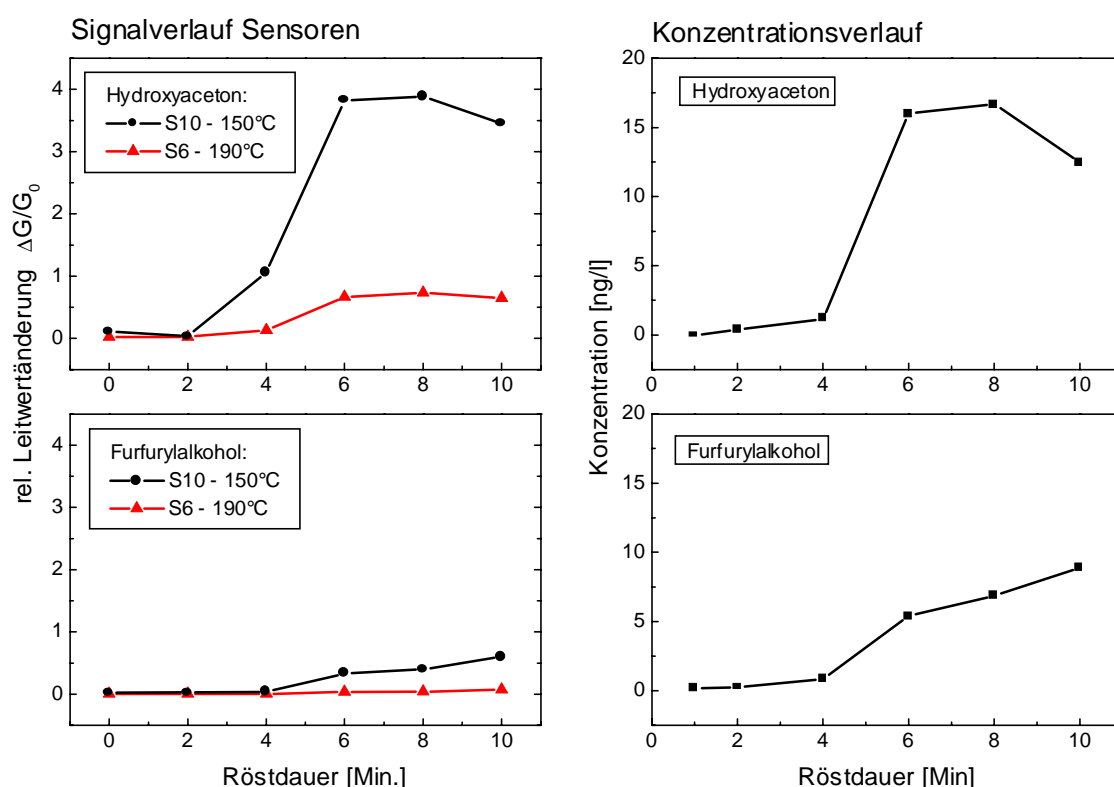 Signalverlauf Sensoren
rel. Leitwertänderung ΔG/G₀
4
3
2
1
0
Hydroxyaceton:
S10 - 150°C
S6 - 190°C
0 2 4 6 8 10
4
3
2
1
0
Furfurylalkohol:
S10 - 150°C
S6 - 190°C
0 2 4 6 8 10
Röstdauer [Min.]
Konzentrationsverlauf
Konzentration [ng/l]
20
15
10
5
0
Hydroxyaceton
0 2 4 6 8 10
20
15
10
5
0
Furfurylalkohol
0 2 4 6 8 10
Röstdauer [Min]